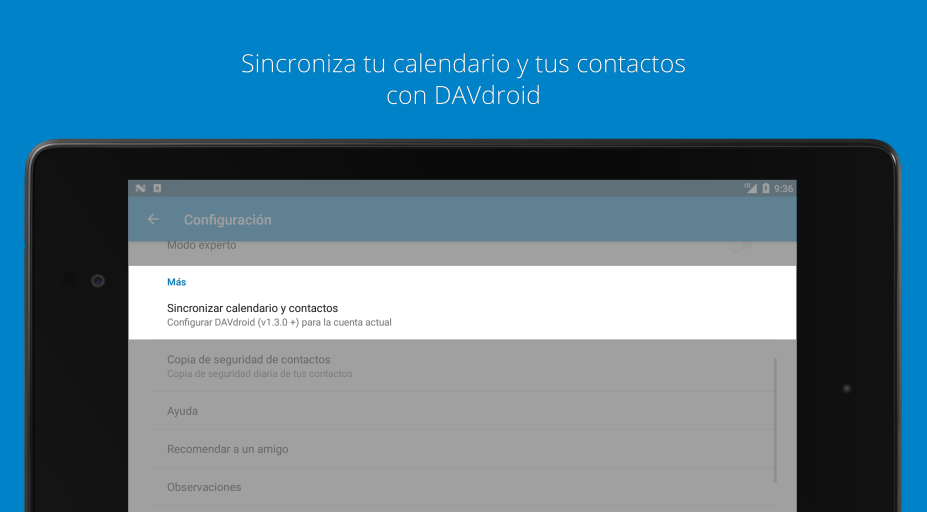 Sincroniza tu calendario y tus contactos
con DAVdroid
9:36
Configuración
Modo experto
Más
Sincronizar calendario y contactos
Configurar DAVdroid (v1.3.0 +) para la cuenta actual
Copia de seguridad de contactos
Copia de seguridad diaria de tus contactos
Ayuda
Recomendar a un amigo
Observaciones